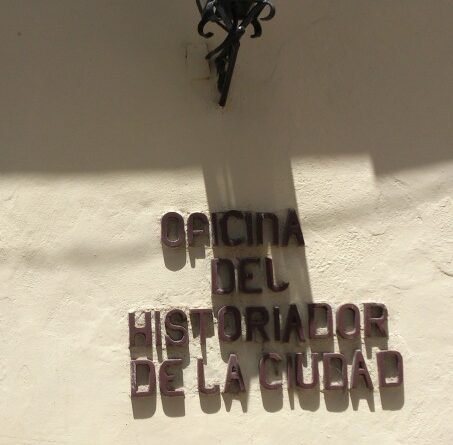 OFICINA
DEL
HISTORIADOR
DE LA CIUDAD